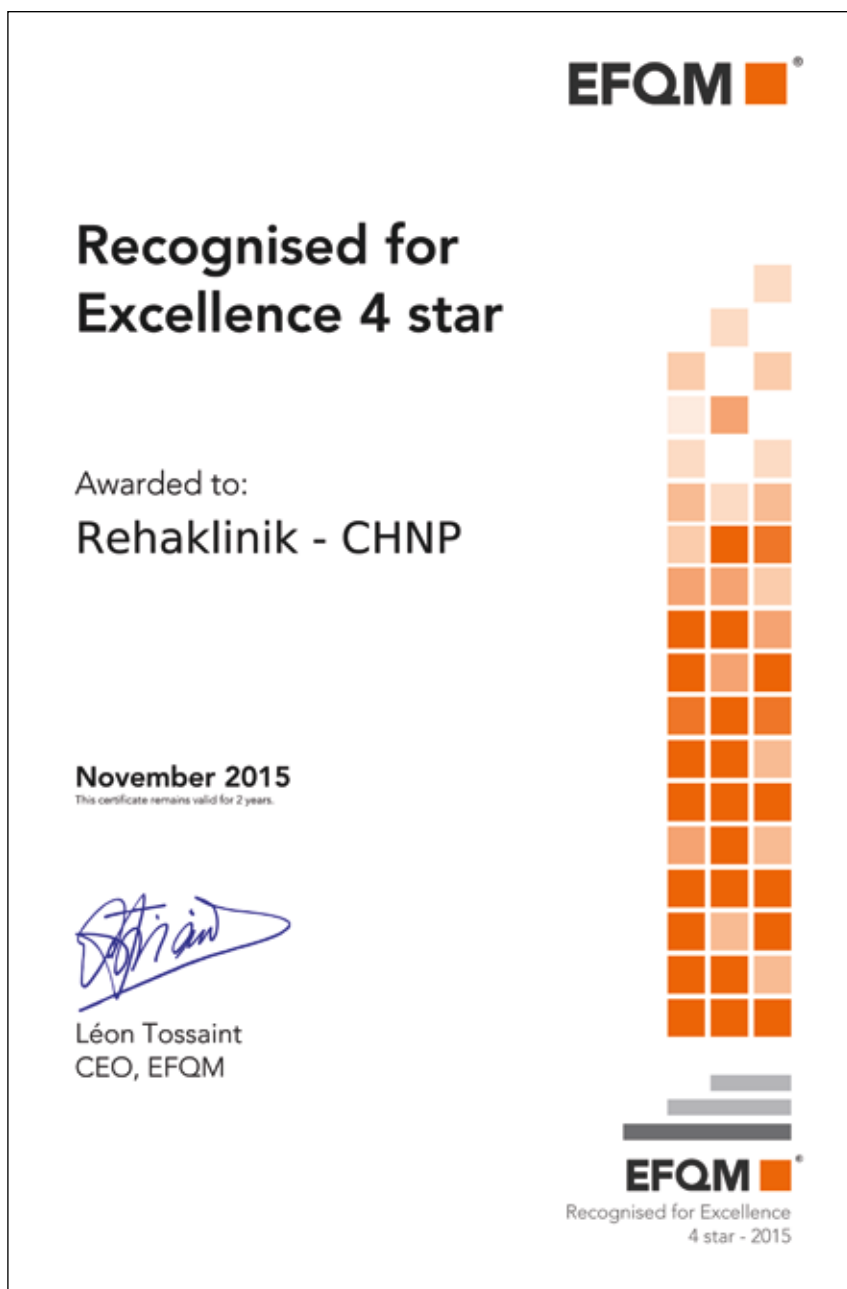 EFQM ®
Recognised for
Excellence 4 star
Awarded to:
Rehaklinik - CHNP
November 2015
This certificate remains valid for 2 years.
Léon Tossaint
CEO, EFQM
EFQM ®
Recognised for Excellence
4 star - 2015